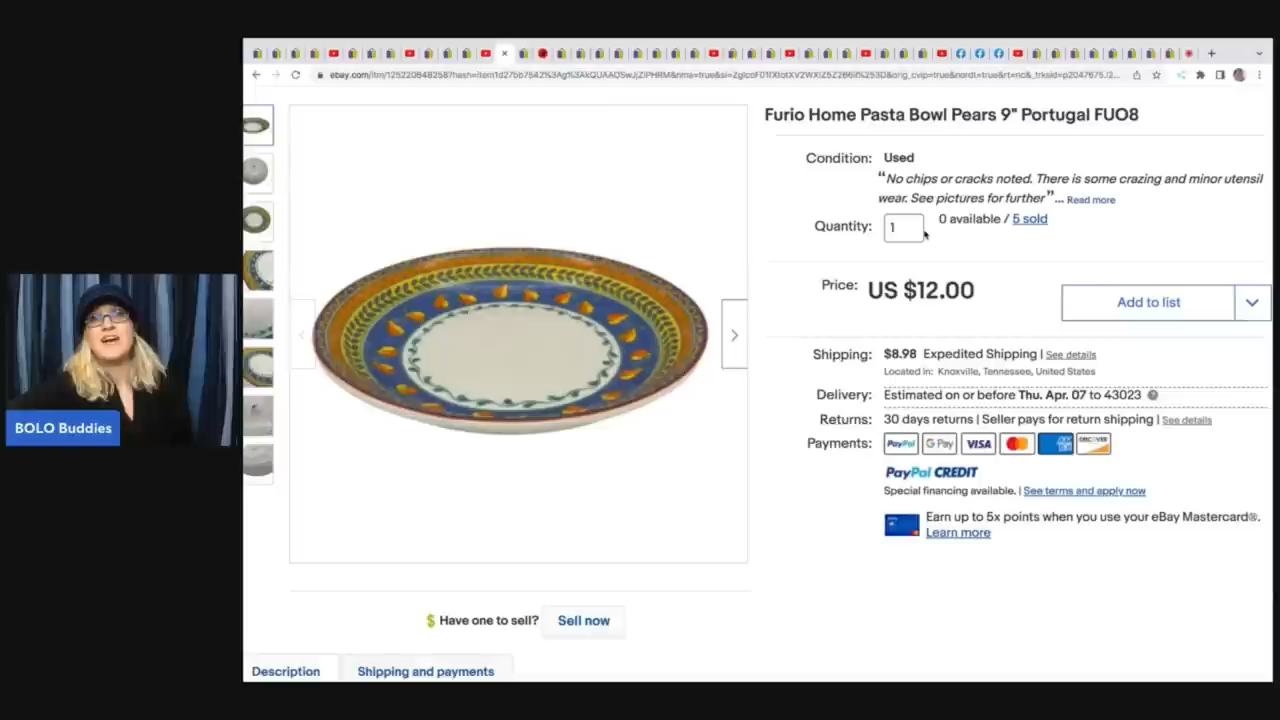 Furio Home Pasta Bowl Pears 9" Portugal FUO8
Condition: Used
"No chips or cracks noted. There is some crazing and minor utensil
wear. See pictures for further"... Read more
Quantity: 1 0 available / 5 sold
Price: US $12.00 Add to list
Shipping: $8.98 Expedited Shipping | See details
Located in: Knoxville, Tennessee, United States
Delivery: Estimated on or before Thu. Apr. 07 to 43023
Returns: 30 days returns | Seller pays for return shipping | See details
Payments: PayPal G Pay VISA DISCOVER
PayPal CREDIT
Special financing available. | See terms and apply now
Earn up to 5x points when you use your eBay Mastercard®.
Learn more
BOLO Buddies
$ Have one to sell? Sell now
Description Shipping and payments